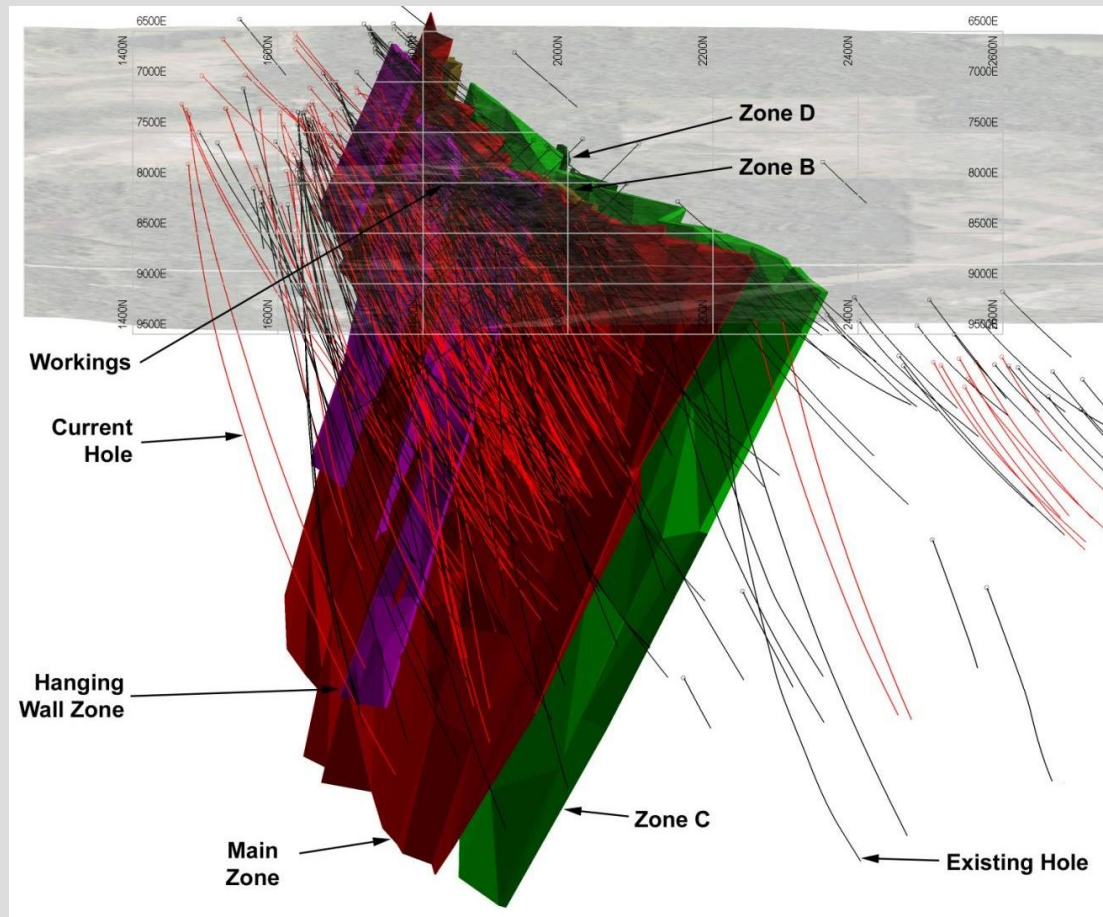 6500E
7000E
7500E
8000E
8500E
9000E
9500E
1400N
1600N
2000N
2200N
2400N
2600N
6500E
7000E
7500E
8000E
8500E
9000E
1400N
1600N
2200N
2400N
Zone D
Zone B
Workings
Current
Hole
Hanging
Wall Zone
Main
Zone
Zone C
Existing Hole